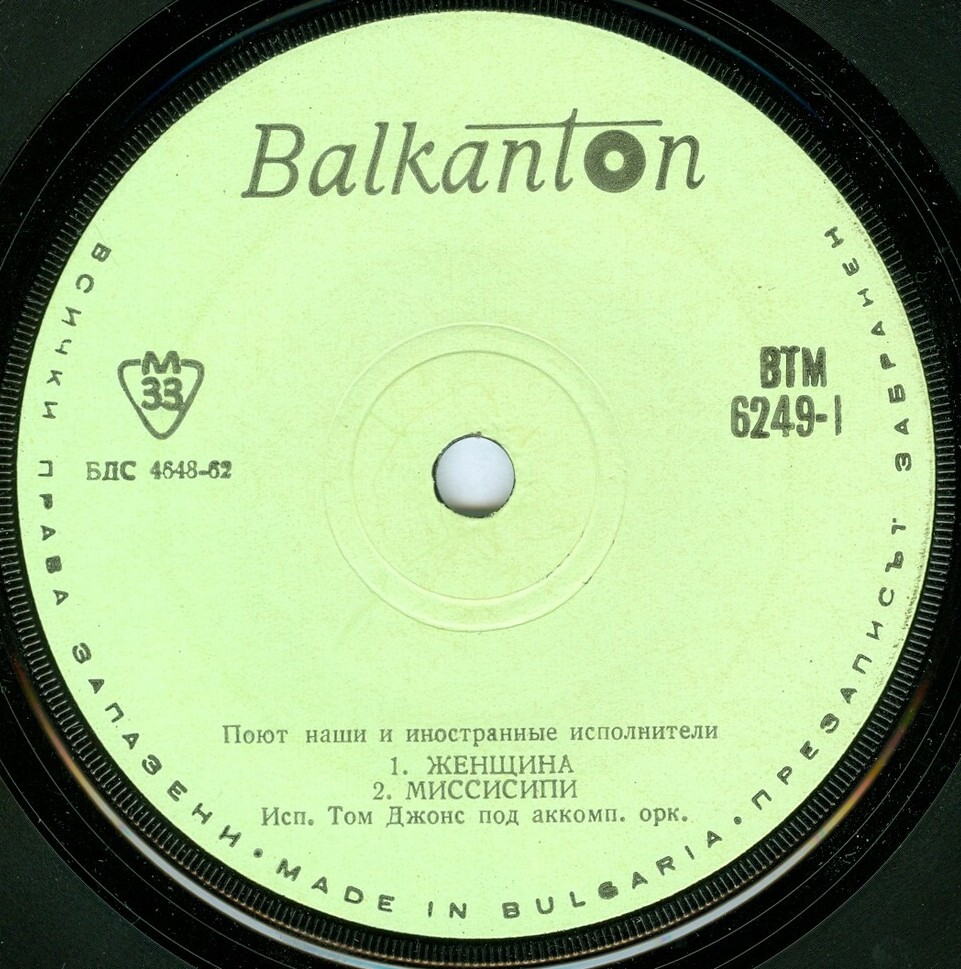 Balkanton
M
33
БДС 4648-62
ВТМ
6249-I
Поют наши и иностранные исполнители
1. ЖЕНЩИНА
2. МИССИСИПИ
Исп. Том Джонс под аккомп. орк.
ВСИЧКИ ПРАВА ЗАПАЗЕНИ • MADE IN BULGARIA • ПРЕЗАПИСЪТ ЗАБРАНЕН